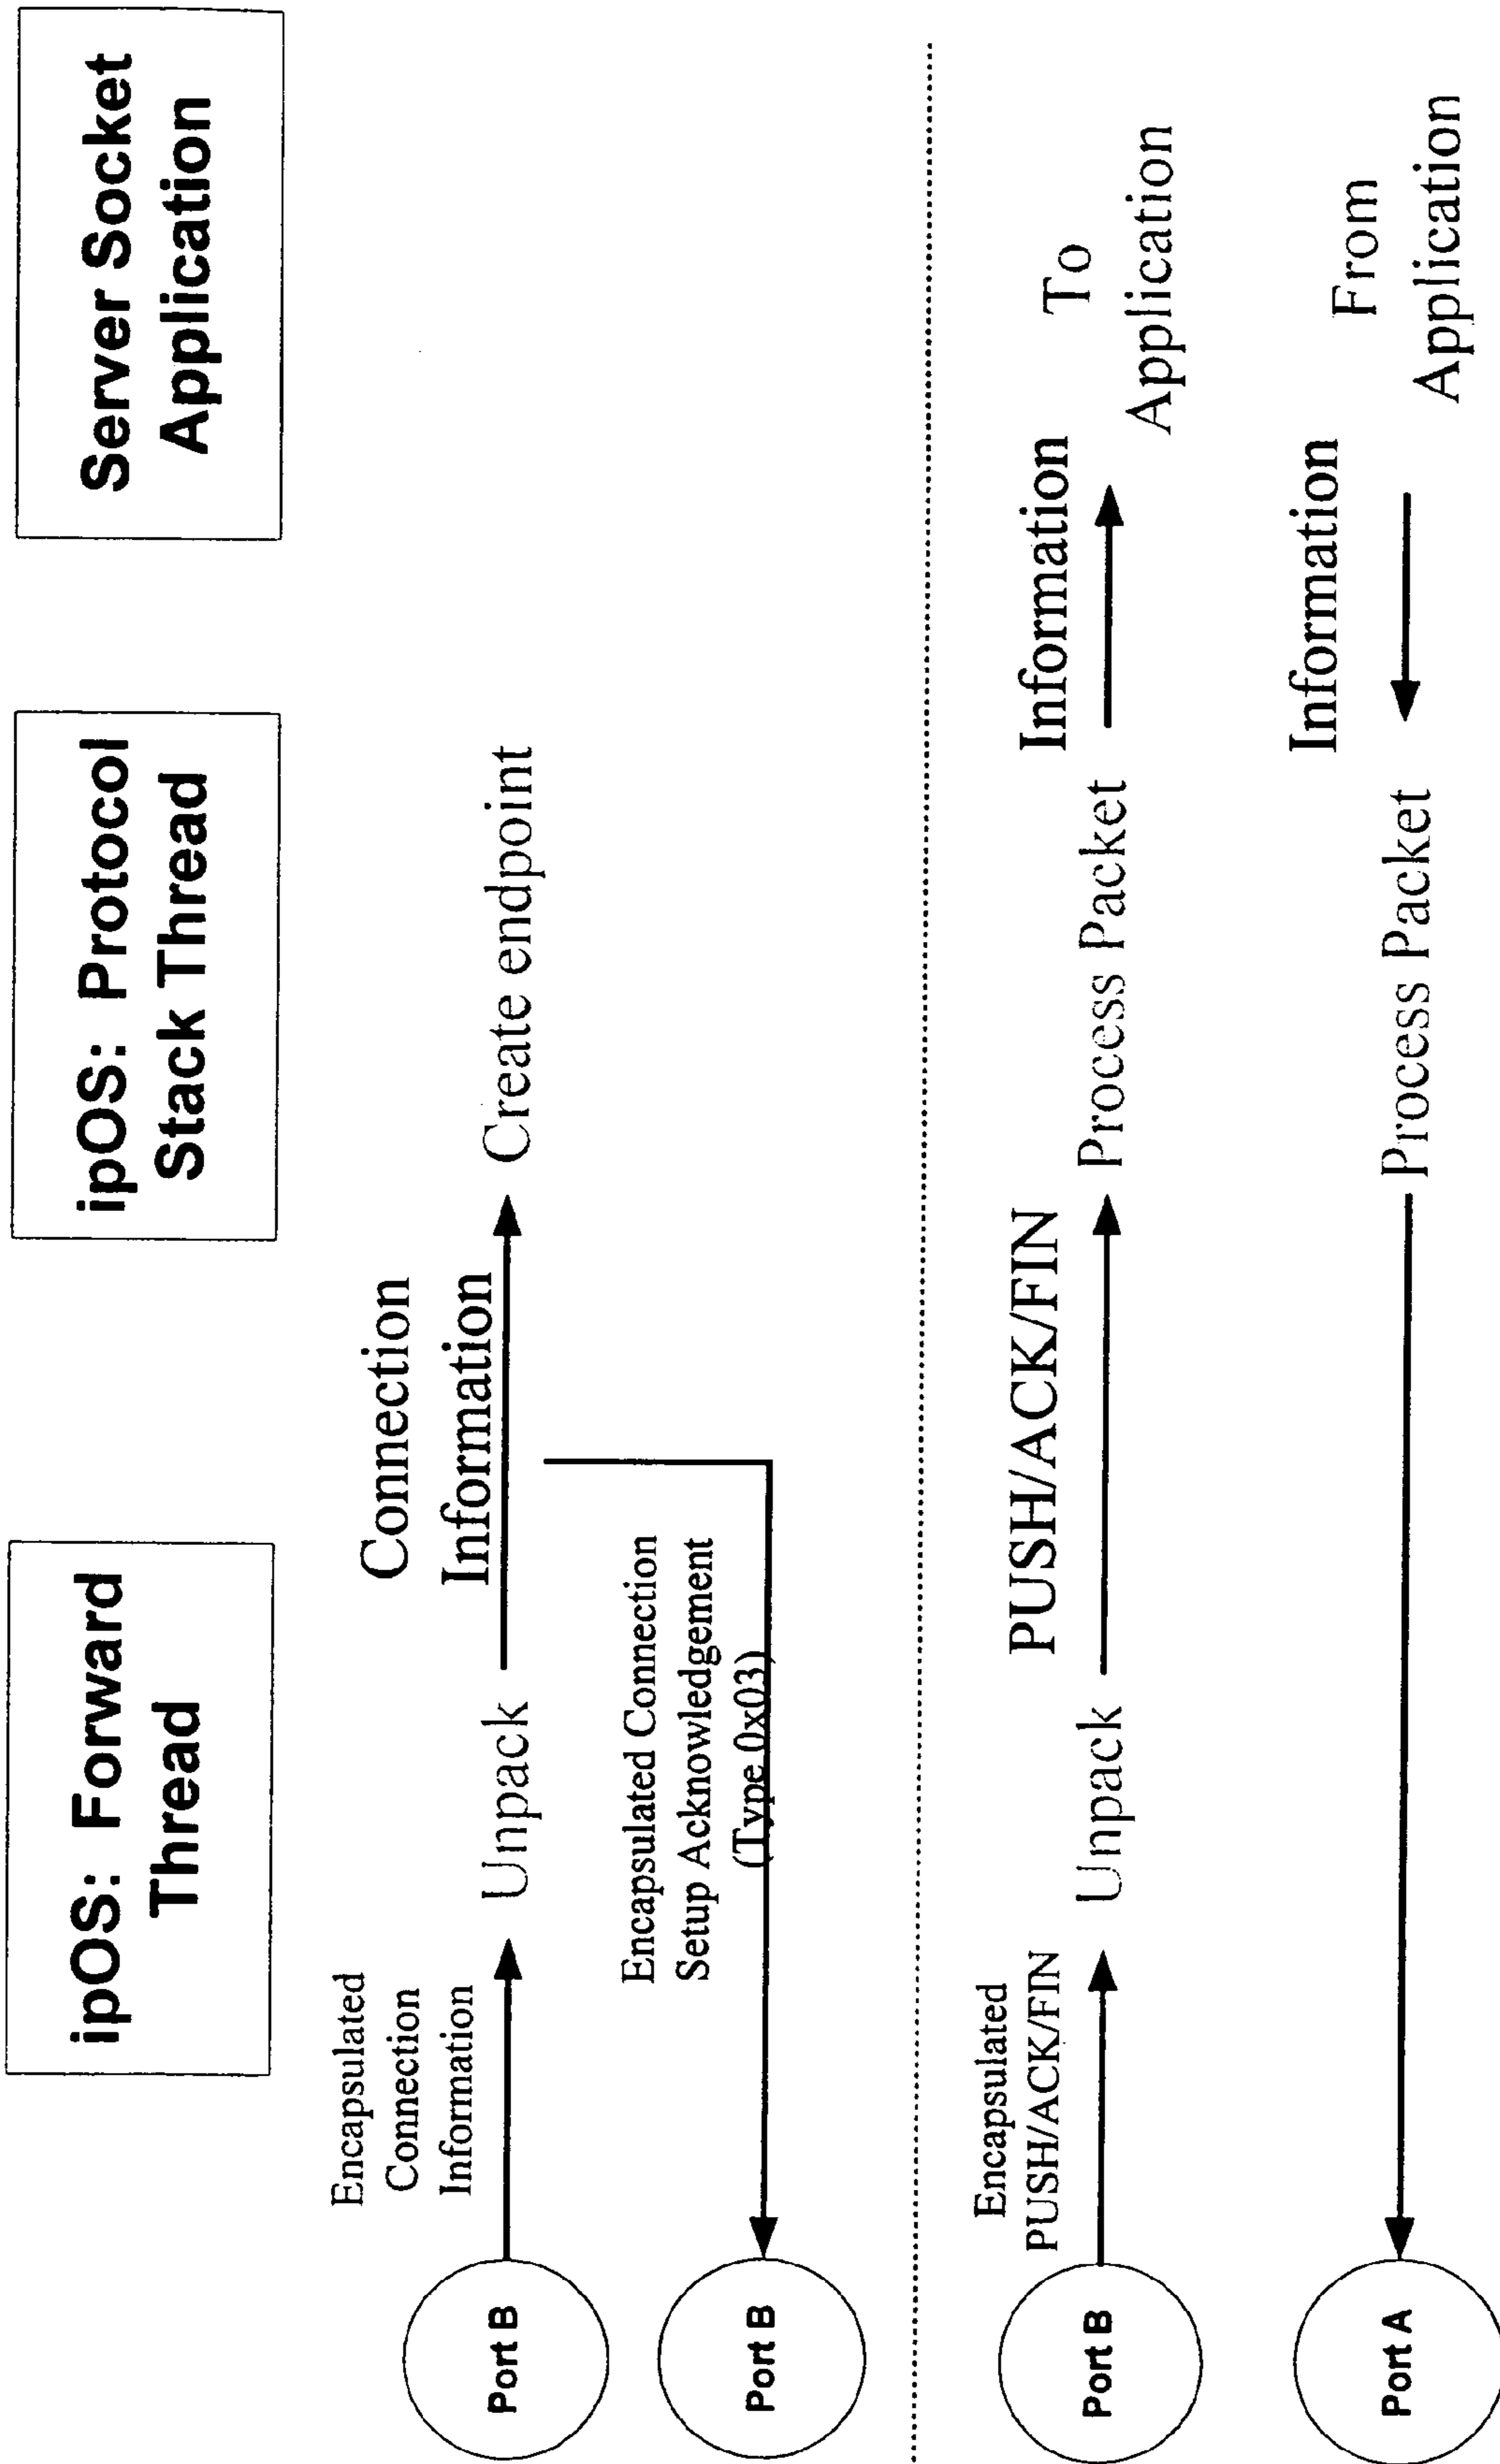 ipOS: Forward
Thread
ipOS: Protocol
Stack Thread
Server Socket
Application
Port B
Encapsulated
Connection
Information
Unpack
Connection
Information
Create endpoint
Port B
Encapsulated Connection
Setup Acknowledgement
(Type 0x03)
Port B
Encapsulated
PUSH/ACK/FIN
Unpack
PUSH/ACK/FIN
Process Packet
Information
To
Application
Port A
Process Packet
Information
From
Application